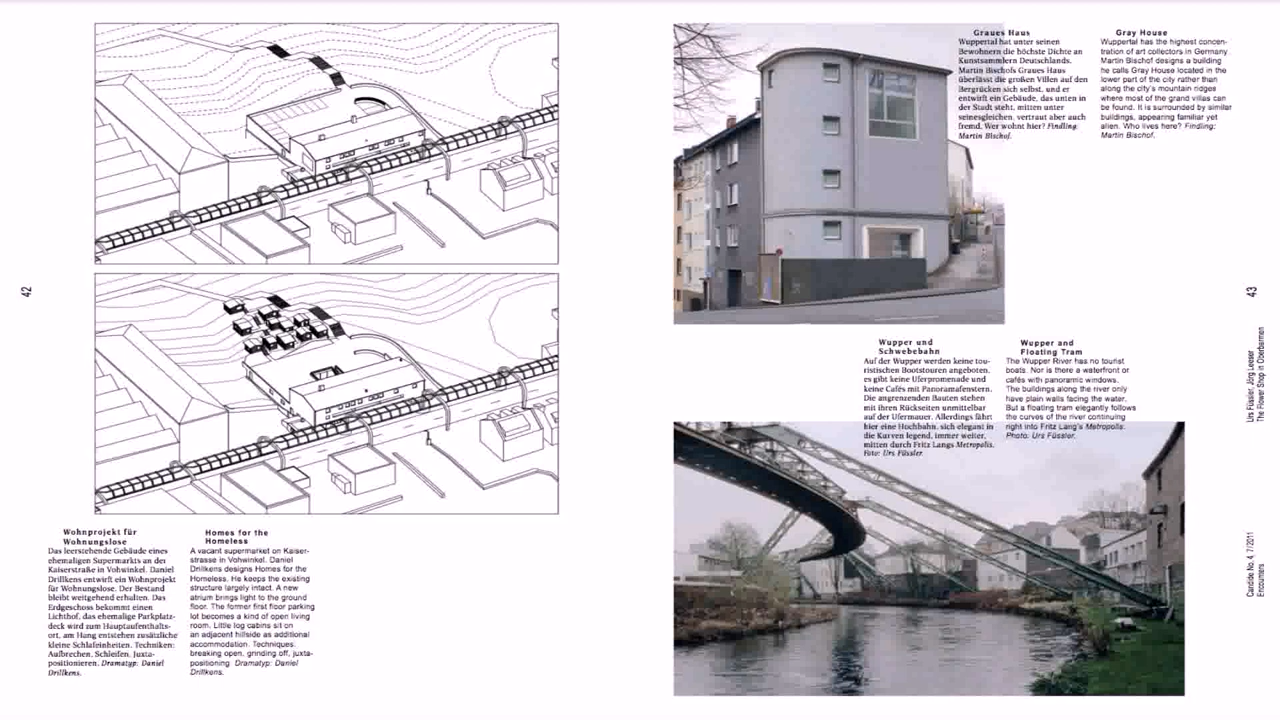 42
Wohnprojekt für
Wohnungslose
Das leerstehende Gebäude eines
ehemaligen Supermarkts an der
Kaiserstraße in Vohwinkel. Daniel
Drillkens entwirft ein Wohnprojekt
für Wohnungslose. Der Bestand
bleibt weitgehend erhalten. Das
Erdgeschoss bekommt einen
Lichthof, das ehemalige Parkplatz-
deck wird zum Hauptaufenthalts-
ort, am Hang entstehen zusätzliche
kleine Schlafeinheiten. Techniken:
Aufbrechen, Schleifen, Juxta-
positionieren. Dramatyp: Daniel
Drillkens.
Homes for the
Homeless
A vacant supermarket on Kaiser-
strasse in Vohwinkel. Daniel
Drillkens designs Homes for the
Homeless. He keeps the existing
structure largely intact. A new
atrium brings light to the ground
floor. The former first floor parking
lot becomes a kind of open living
room. Little log cabins sit on
an adjacent hillside as additional
accommodation. Techniques:
breaking open, grinding off, juxta-
positioning Dramatyp: Daniel
Drillkens.
Graues Haus
Wuppertal hat unter seinen
Bewohnern die höchste Dichte an
Kunstsammlern Deutschlands.
Martin Bischofs Graues Haus
überlässt die großen Villen auf den
Bergrücken sich selbst, und er
entwirft ein Gebäude, das unten in
der Stadt steht, mitten unter
seinesgleichen, vertraut aber auch
fremd. Wer wohnt hier? Findling:
Martin Bischof.
Gray House
Wuppertal has the highest concen-
tration of art collectors in Germany.
Martin Bischof designs a building
he calls Gray House located in the
lower part of the city rather than
along the city's mountain ridges
where most of the grand villas can
be found. It is surrounded by similar
buildings, appearing familiar yet
alien. Who lives here? Findling:
Martin Bischof.
Wupper und
Schwebebahn
Auf der Wupper werden keine tou-
ristischen Bootstouren angeboten,
es gibt keine Uferpromenade und
keine Cafés mit Panoramafenstern.
Die angrenzenden Bauten stehen
mit ihren Rückseiten unmittelbar
auf der Ufermauer. Allerdings fährt
hier eine Hochbahn, sich elegant in
die Kurven legend, immer weiter,
mitten durch Fritz Langs Metropolis.
Foto: Urs Füssler.
Wupper and
Floating Tram
The Wupper River has no tourist
boats. Nor is there a waterfront or
cafés with panoramic windows.
The buildings along the river only
have plain walls facing the water.
But a floating tram elegantly follows
the curves of the river continuing
right into Fritz Lang's Metropolis.
Photo: Urs Füssler.
43
Urs Füssler, Jörg Leeser
The Flower Shop in Oberbarmen
Candide No. 4, 7/2011
Encounters